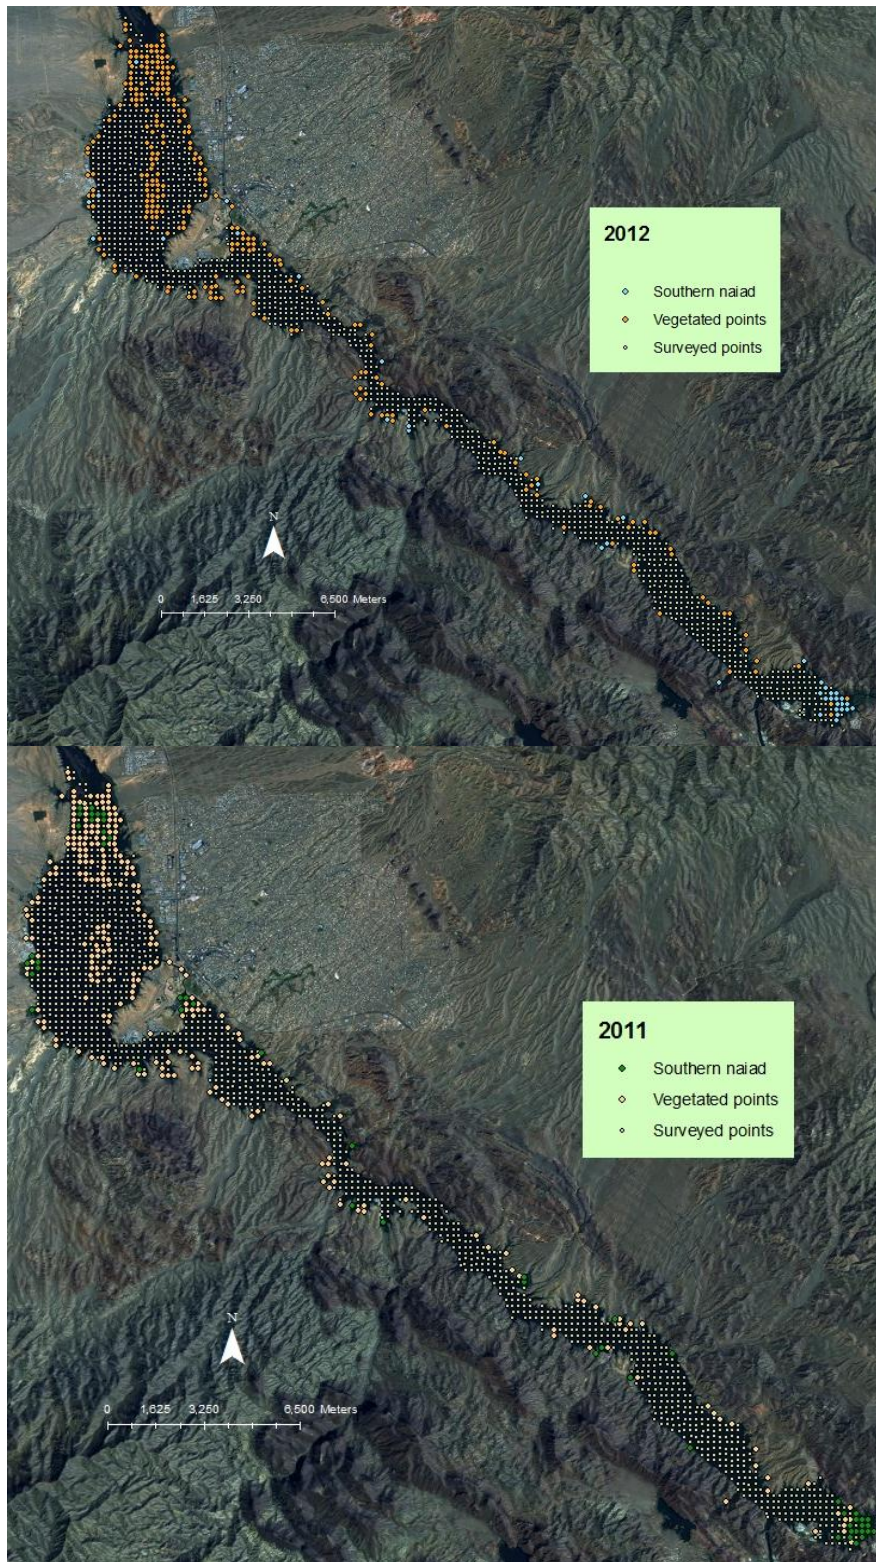 2012
Southern naiad
Vegetated points
Surveyed points
N
0 1,625 3,250 6,500 Meters
2011
Southern naiad
Vegetated points
Surveyed points
N
0 1,625 3,250 6,500 Meters